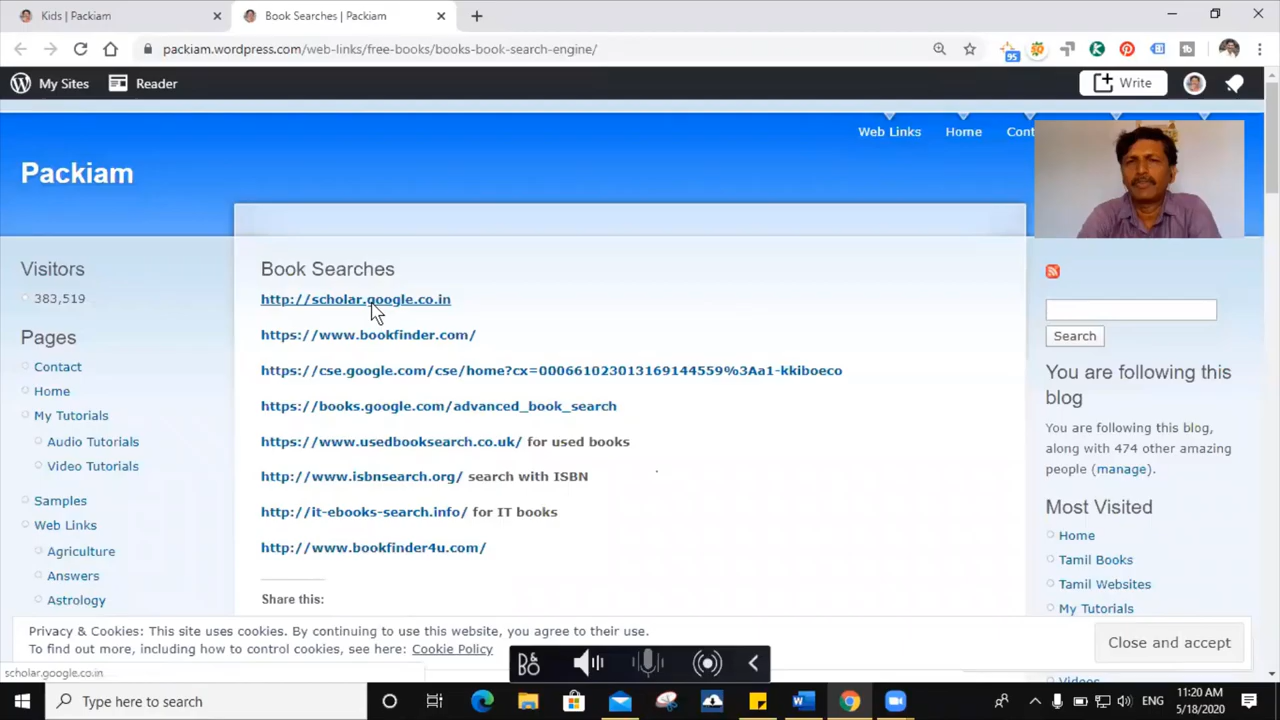 Kids | Packiam
Book Searches | Packiam
packiam.wordpress.com/web-links/free-books/books-book-search-engine/
95
My Sites
Reader
Write
Web Links
Home
Packiam
Visitors
383,519
Pages
Contact
Home
My Tutorials
Audio Tutorials
Video Tutorials
Samples
Web Links
Agriculture
Answers
Astrology
Book Searches
http://scholar.google.co.in
https://www.bookfinder.com/
https://cse.google.com/cse/home?cx=000661023013169144559%3Aa1-kkiboeco
https://books.google.com/advanced_book_search
https://www.usedbooksearch.co.uk/ for used books
http://www.isbnsearch.org/ search with ISBN
http://it-ebooks-search.info/ for IT books
http://www.bookfinder4u.com/
Share this:
Search
You are following this
blog
You are following this blog,
along with 474 other amazing
people (manage).
Most Visited
Home
Tamil Books
Tamil Websites
My Tutorials
Privacy & Cookies: This site uses cookies. By continuing to use this website, you agree to their use.
To find out more, including how to control cookies, see here: Cookie Policy
Close and accept
scholar.google.co.in
Type here to search
ENG
11:20 AM
5/18/2020